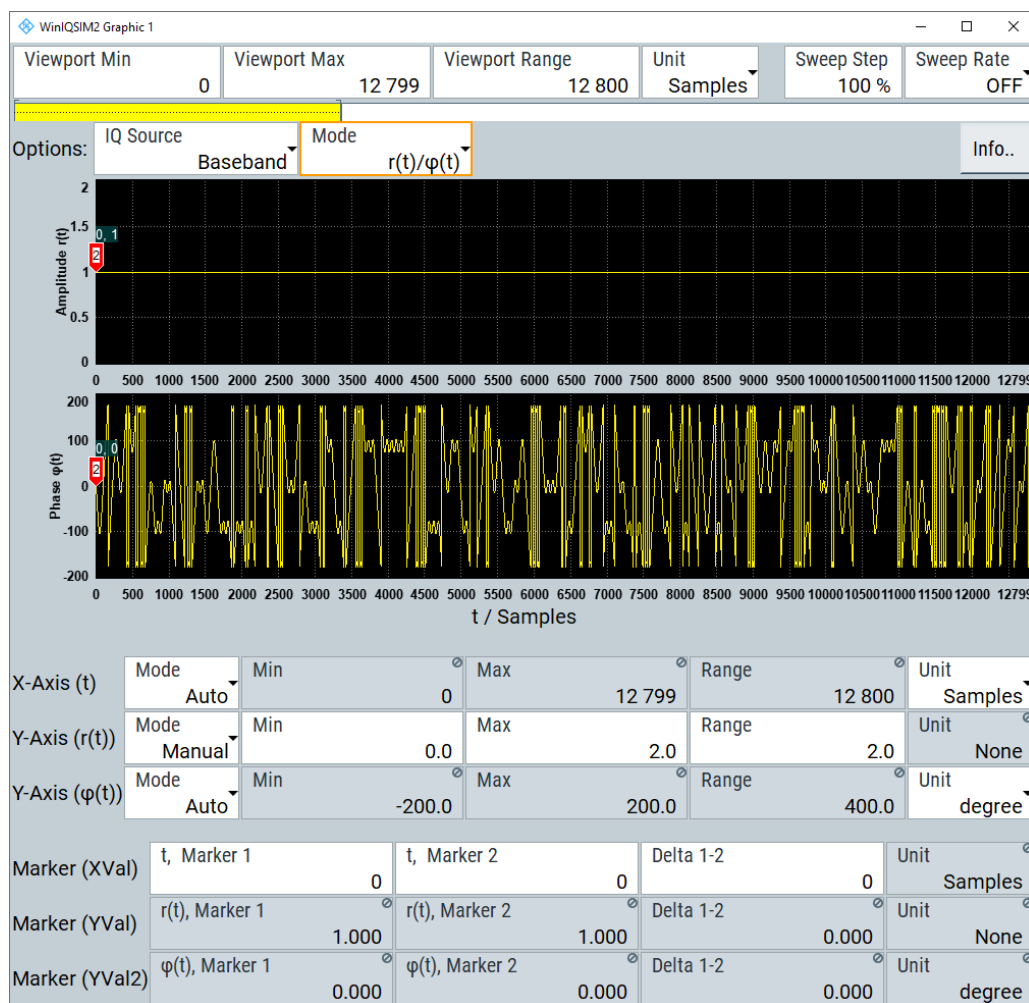 WinIQSIM2 Graphic 1
Viewport Min Viewport Max Viewport Range Unit Sweep Step Sweep Rate
0 12 799 12 800 Samples 100 % OFF
Options: IQ Source Mode Info..
Baseband r(t)/φ(t)
2
1.5
1
0.5
0
Amplitude r(t)
0, 1
2
0 500 1000 1500 2000 2500 3000 3500 4000 4500 5000 5500 6000 6500 7000 7500 8000 8500 9000 9500 10000 10500 11000 11500 12000 12799
200
100
0
-100
-200
Phase φ(t)
0, 0
2
0 500 1000 1500 2000 2500 3000 3500 4000 4500 5000 5500 6000 6500 7000 7500 8000 8500 9000 9500 10000 10500 11000 11500 12000 12799
t / Samples
X-Axis (t) Mode Min Max Range Unit
Auto 0 12 799 12 800 Samples
Y-Axis (r(t)) Mode Min Max Range Unit
Manual 0.0 2.0 2.0 None
Y-Axis (φ(t)) Mode Min Max Range Unit
Auto -200.0 200.0 400.0 degree
Marker (XVal) t, Marker 1 t, Marker 2 Delta 1-2 Unit
0 0 0 Samples
Marker (YVal) r(t), Marker 1 r(t), Marker 2 Delta 1-2 Unit
1.000 1.000 0.000 None
Marker (YVal2) φ(t), Marker 1 φ(t), Marker 2 Delta 1-2 Unit
0.000 0.000 0.000 degree